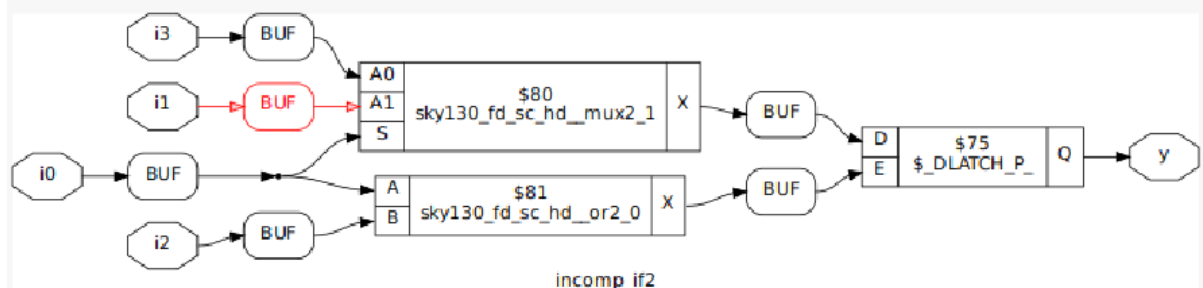 i3
BUF
i1
BUF
i0
BUF
i2
BUF
A0
A1
S
$80
sky130_fd_sc_hd__mux2_1
X
A
B
$81
sky130_fd_sc_hd__or2_0
X
BUF
BUF
D
E
$75
$_DLATCH_P_
Q
y
incomp_if2